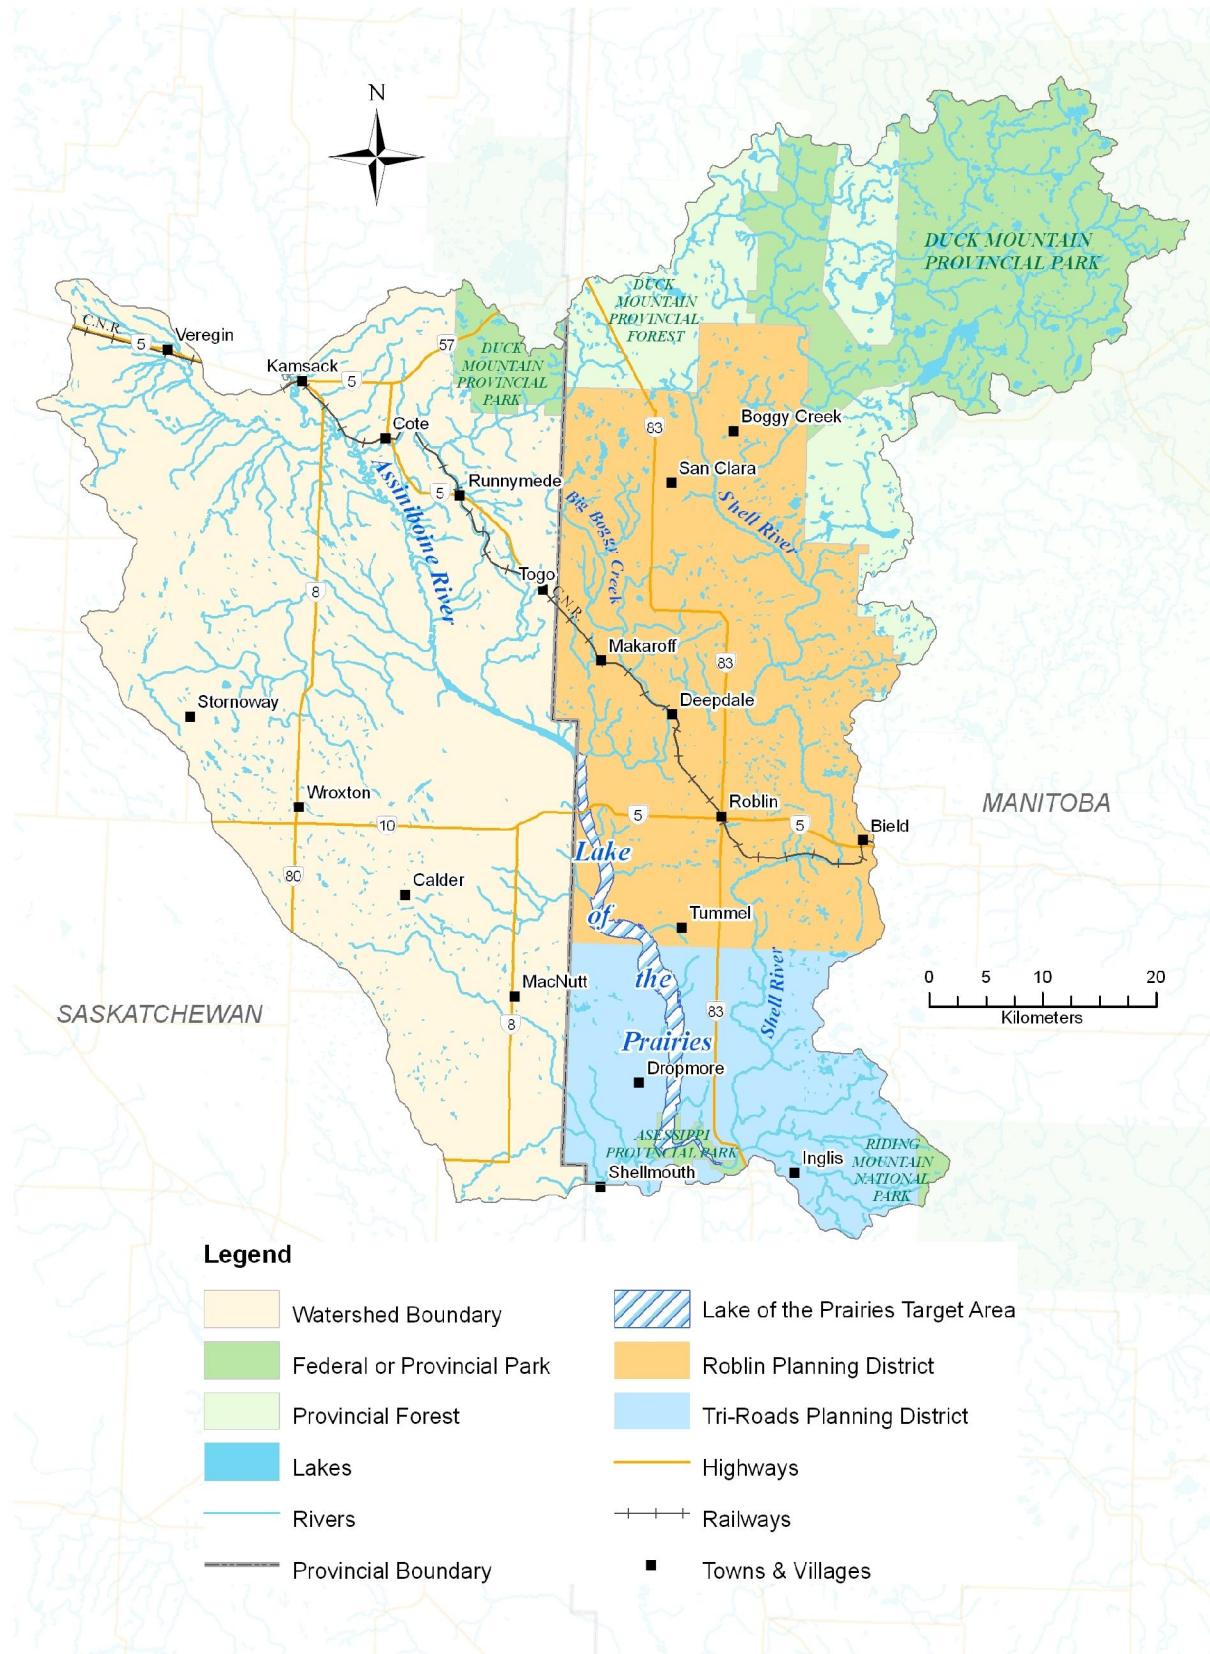 N
DUCK MOUNTAIN
PROVINCIAL PARK
DUCK
MOUNTAIN
PROVINCIAL
FOREST
C.N.R.
5
Veregin
57
DUCK
MOUNTAIN
PROVINCIAL
PARK
Kamsack
5
83
Boggy Creek
Cote
San Clara
Assiniboine River
5
Runnymede
Big Boggy Creek
Shell River
Togo
C.N.R.
8
Makaroff
83
Stornoway
Deepdale
Wroxton
10
5
Roblin
5
Bield
MANITOBA
Lake
of
the
Prairies
80
Calder
Tummel
MacNutt
8
83
Shell River
SASKATCHEWAN
0 5 10 20
Kilometers
Dropmore
ASESSIPPI
PROVINCIAL PARK
Shellmouth
Inglis
RIDING
MOUNTAIN
NATIONAL
PARK
Legend
Watershed Boundary
Federal or Provincial Park
Provincial Forest
Lakes
Rivers
Provincial Boundary
Lake of the Prairies Target Area
Roblin Planning District
Tri-Roads Planning District
Highways
Railways
Towns & Villages